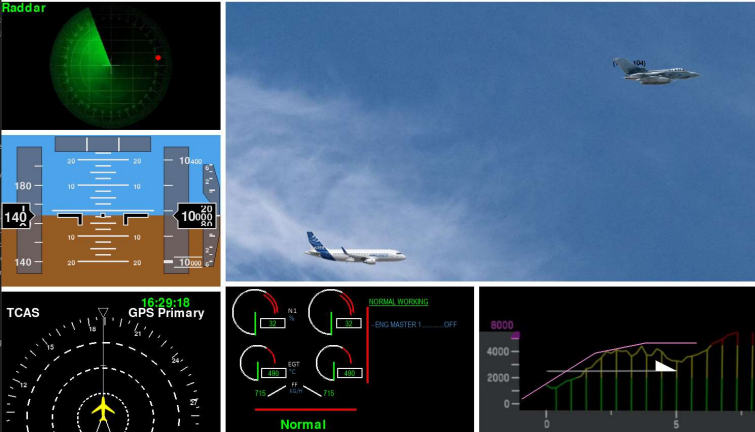 Raddar
(104)
20 20
10 10
10 10
20 20
180
140
140
10400
10000
20
80
10000
16:29:18
TCAS GPS Primary
12
15
18
21
24
27
N1
%
32 32
EGT
°C
490 490
FF
KG/H
715 715
Normal
NORMAL WORKING
-ENG MASTER 1..............OFF
8000
4000
2000
0
0 5